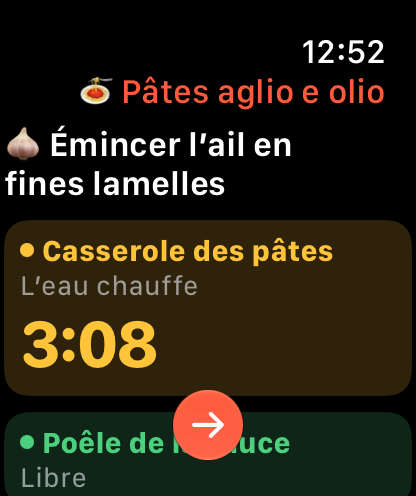 12:52
Pâtes aglio e olio
Émincer l’ail en
fines lamelles
Casserole des pâtes
L’eau chauffe
3:08
Poêle de
Libre